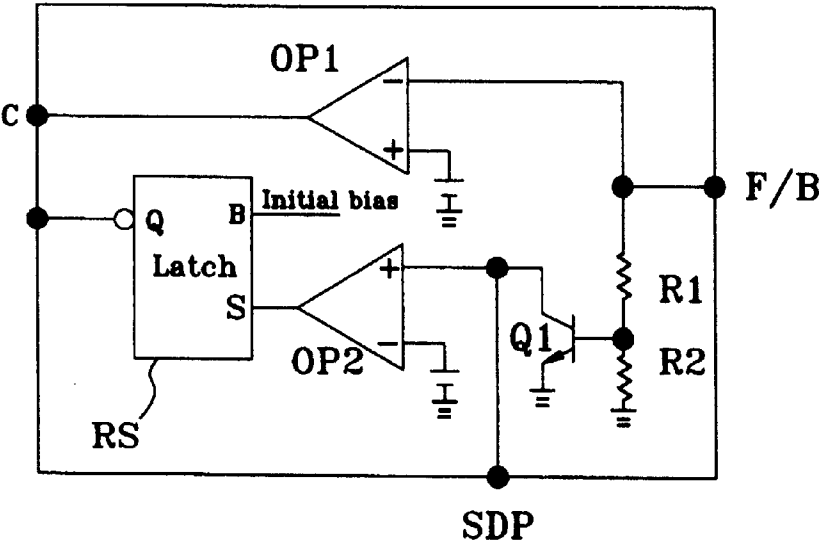 OP1
−
+
C
F/B
Q
B
Initial bias
Latch
S
+
−
OP2
Q1
R1
R2
RS
SDP